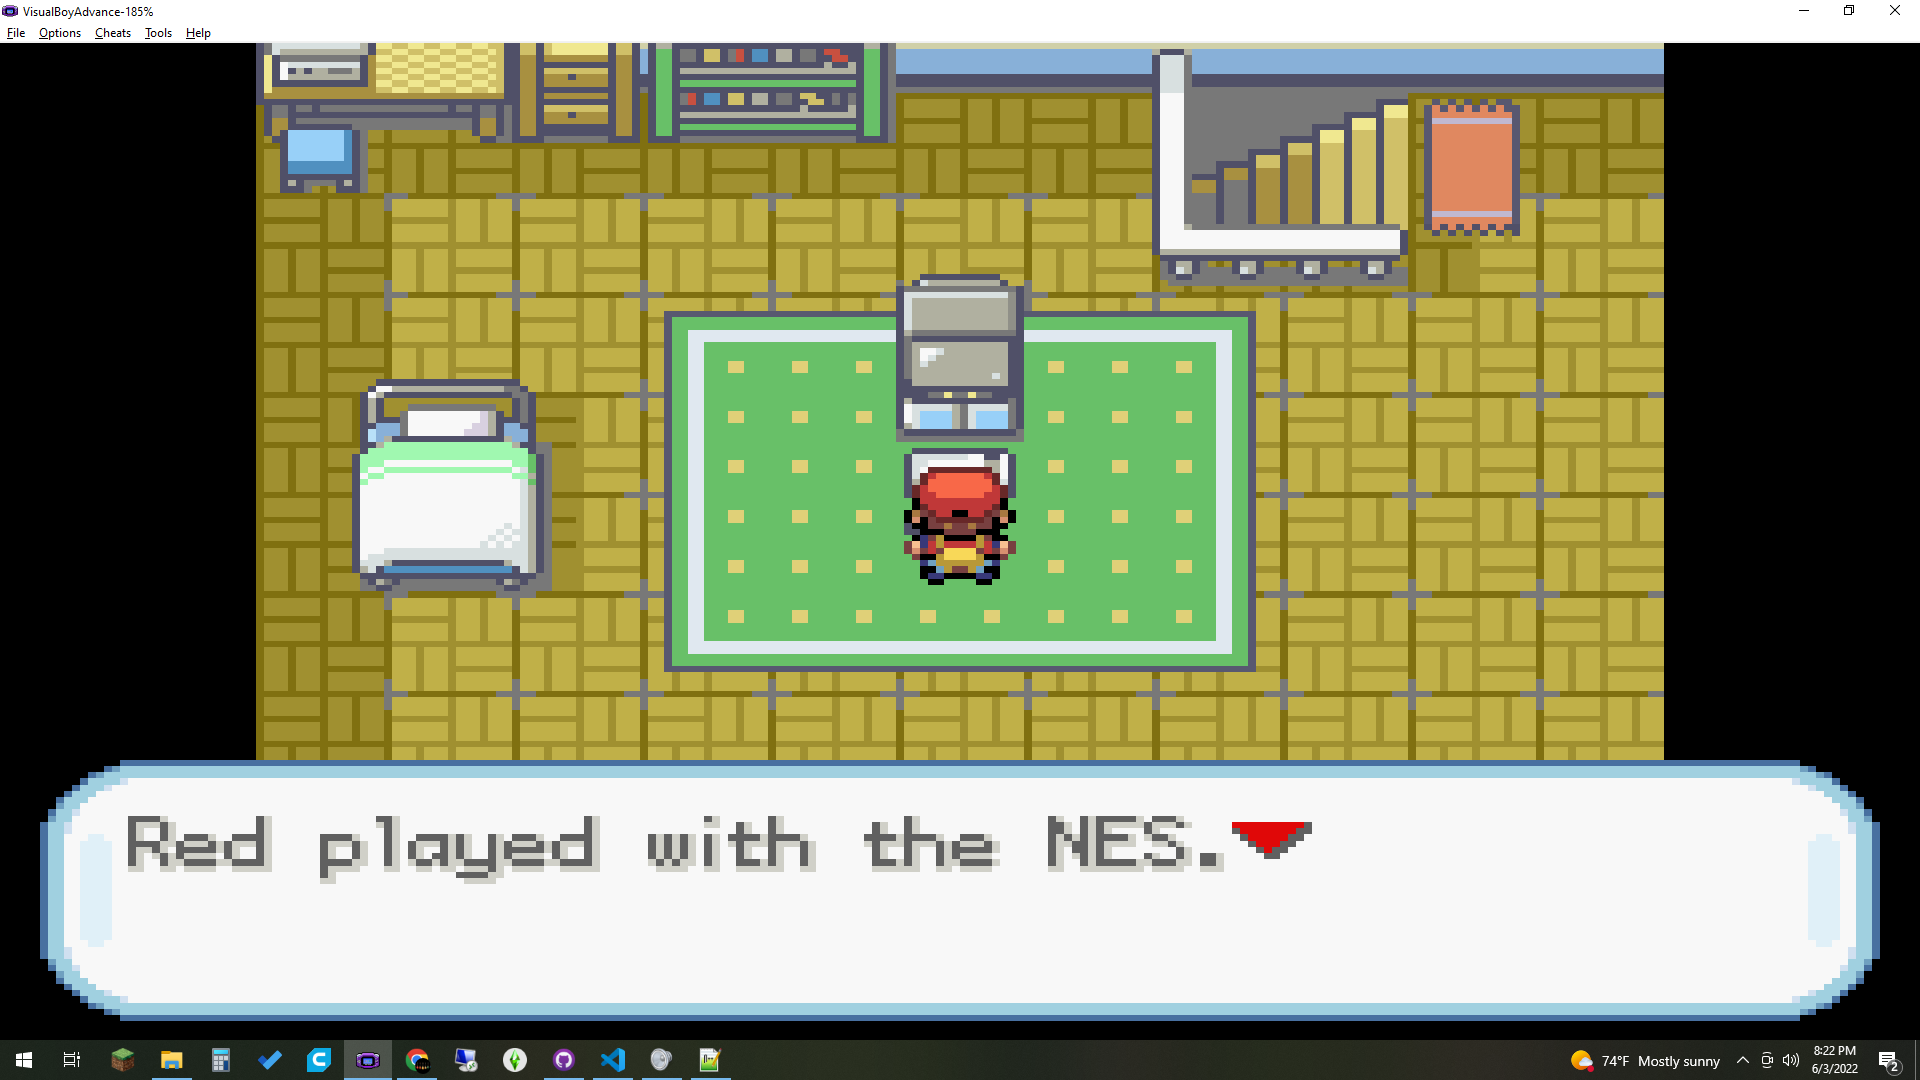 VisualBoyAdvance-185%
File Options Cheats Tools Help
Red played with the NES.
74°F Mostly sunny
8:22 PM
6/3/2022
2